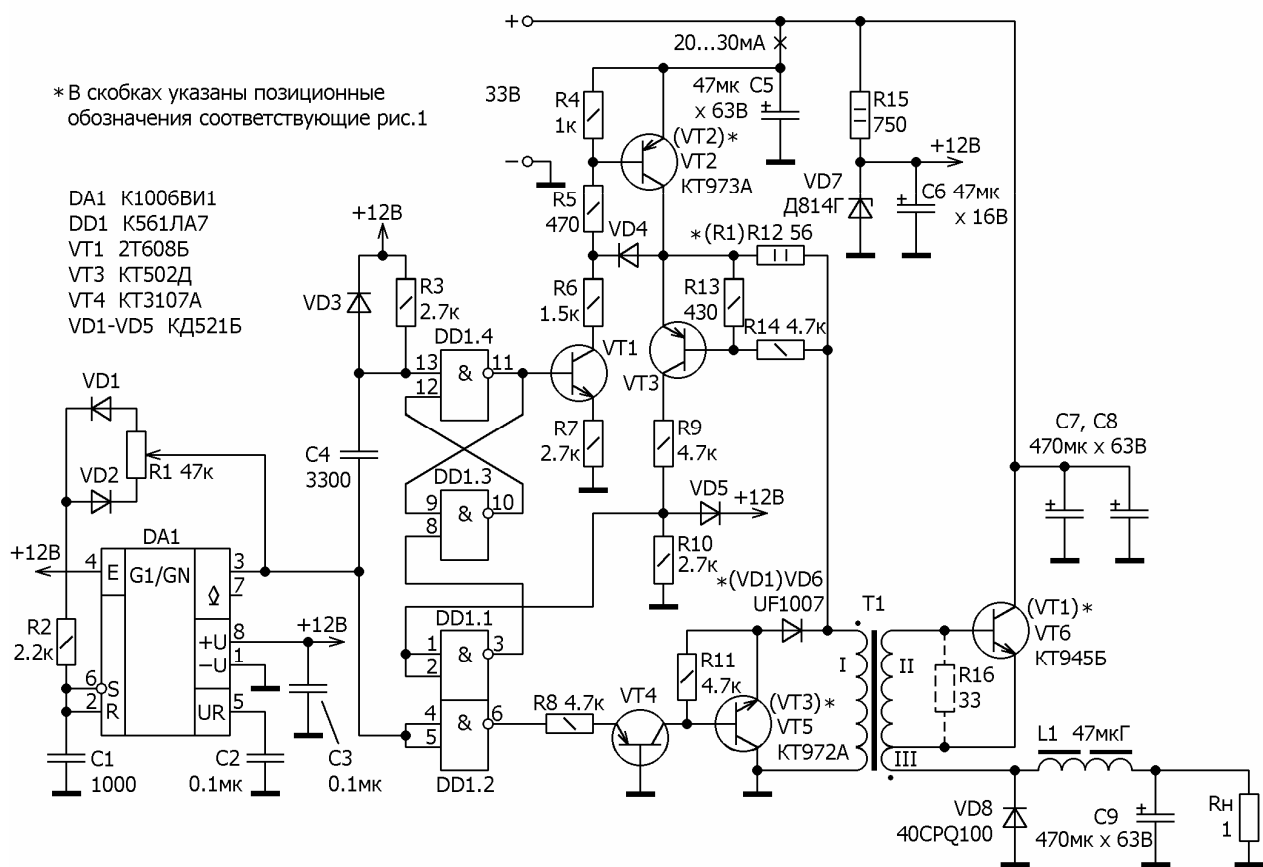 +
20...30мА
33В
–
* В скобках указаны позиционные
обозначения соответствующие рис.1
DA1 К1006ВИ1
DD1 К561ЛА7
VT1 2Т608Б
VT3 КТ502Д
VT4 КТ3107А
VD1-VD5 КД521Б
R4
1к
47мк C5
x 63В
+
(VT2)*
VT2
КТ973А
R15
750
+12В
VD7
Д814Г
+
C6 47мк
x 16В
R5
470
VD4
*(R1)R12 56
+12В
VD3
R3
2.7к
R6
1.5к
R13
430
R14 4.7к
DD1.4
13
12
&
11
VT1
VT3
VD1
R1 47к
VD2
C4
3300
R7
2.7к
R9
4.7к
DD1.3
9
8
&
10
VD5
+12В
R10
2.7к
C7, C8
470мк x 63В
+
+
DA1
+12В
4
E
G1/GN
3
7
R2
2.2к
8
+U
+12В
1
–U
6
S
2
R
5
UR
C1
1000
C2
0.1мк
C3
0.1мк
DD1.1
1
2
&
3
4
5
&
6
DD1.2
R8 4.7к
VT4
R11
4.7к
*(VD1)VD6
UF1007
(VT3)*
VT5
КТ972А
T1
I
II
III
(VT1)*
VT6
КТ945Б
R16
33
L1 47мкГ
VD8
40CPQ100
C9
470мк x 63В
+
Rн
1